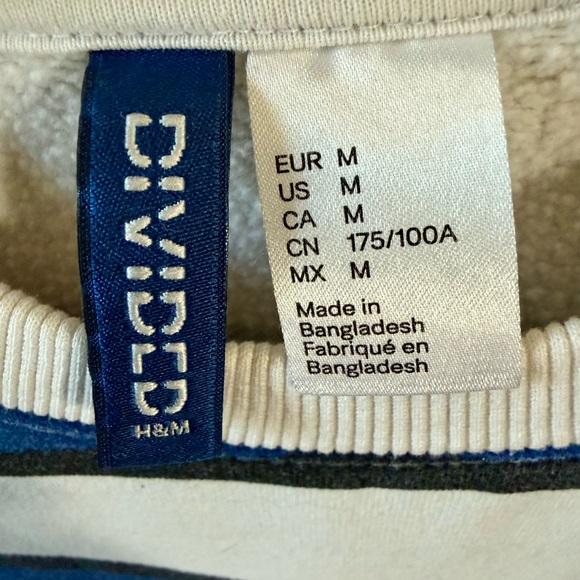 DIVIDED
H&M
EUR M
US M
CA M
CN 175/100A
MX M
Made in
Bangladesh
Fabriqué en
Bangladesh